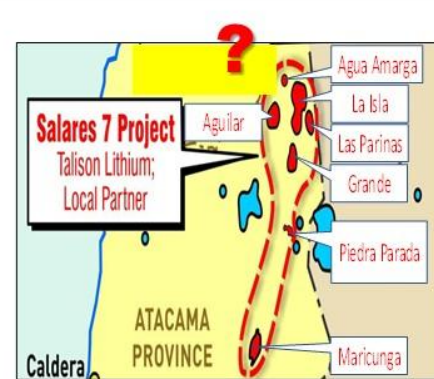 ?
Agua Amarga
La Isla
Aguilar
Las Parinas
Grande
Salares 7 Project
Talison Lithium;
Local Partner
Piedra Parada
ATACAMA
PROVINCE
Maricunga
Caldera